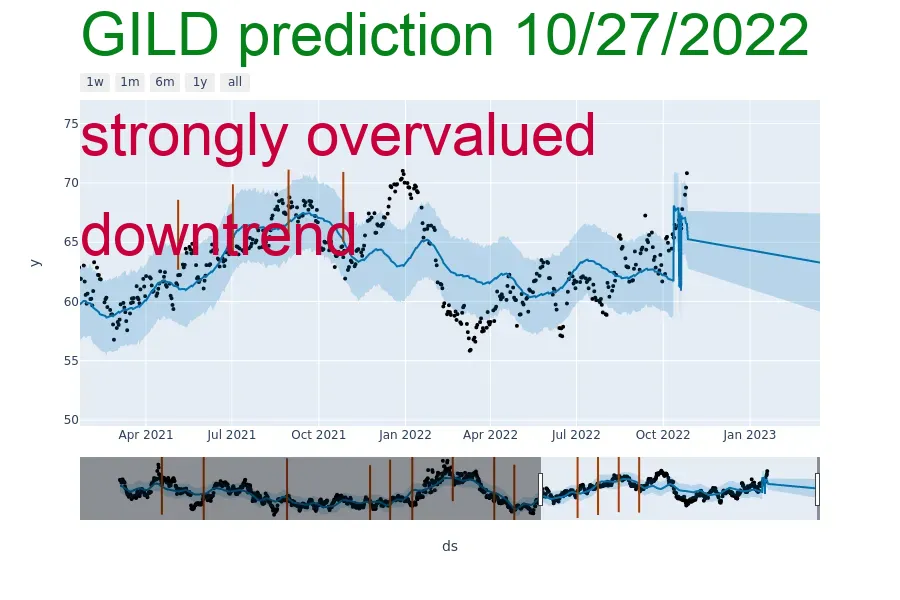 GILD prediction 10/27/2022
1w 1m 6m 1y all
75
strongly overvalued
70
downtrend
65
y
60
55
50
Apr 2021 Jul 2021 Oct 2021 Jan 2022 Apr 2022 Jul 2022 Oct 2022 Jan 2023
ds